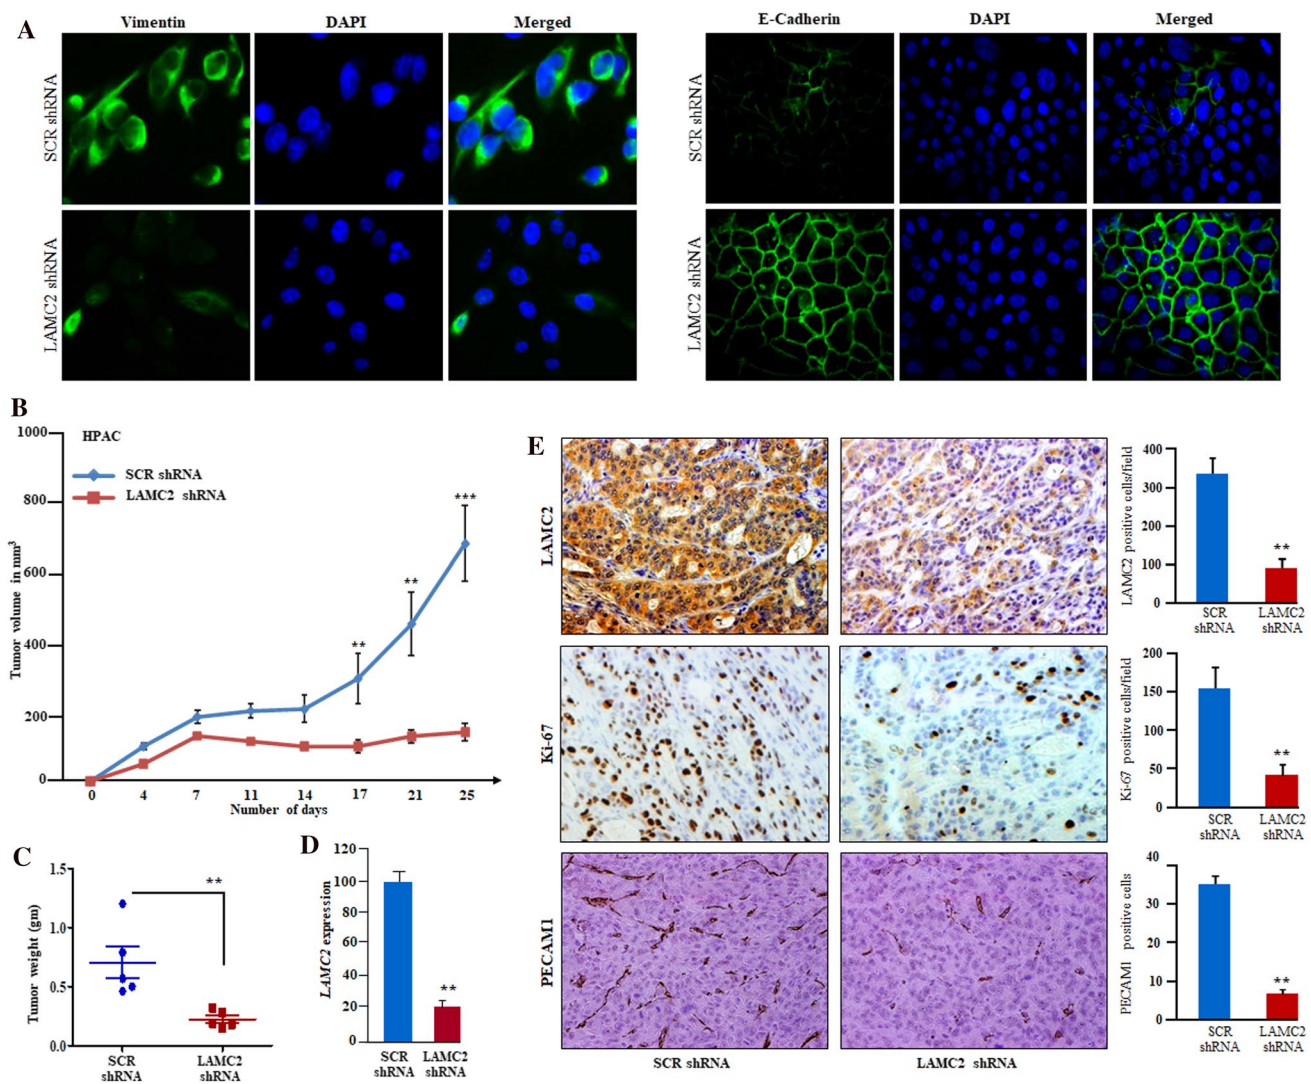 A
Vimentin DAPI Merged
E-Cadherin DAPI Merged
SCR shRNA
LAMC2 shRNA
SCR shRNA
LAMC2 shRNA
B
HPAC
SCR shRNA
LAMC2 shRNA
Tumor volume in mm³
1000
800
600
400
200
0
**
**
***
0 4 7 11 14 17 21 25
Number of days
C
Tumor weight (gm)
1.5
1.0
0.5
0.0
**
SCR shRNA
LAMC2 shRNA
D
LAMC2 expression
120
100
80
60
40
20
0
**
SCR shRNA
LAMC2 shRNA
E
LAMC2
LAMC2 positive cells/field
400
300
200
100
0
**
SCR shRNA
LAMC2 shRNA
Ki-67
Ki-67 positive cells/field
200
150
100
50
0
**
SCR shRNA
LAMC2 shRNA
PECAM1
PECAM1 positive cells
40
30
20
10
0
**
SCR shRNA
LAMC2 shRNA
SCR shRNA
LAMC2 shRNA